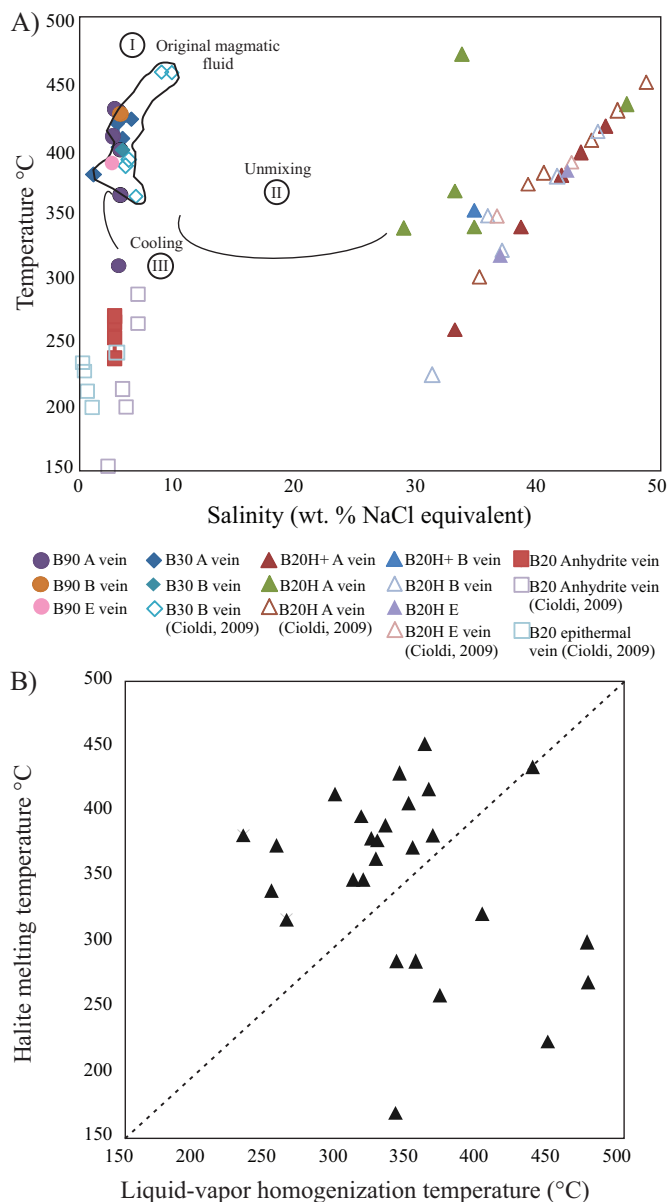 A)
500
450
400
350
300
250
200
150
Temperature °C
I
Original magmatic
fluid
Unmixing
II
Cooling
III
0
10
20
30
40
50
Salinity (wt. % NaCl equivalent)
B90 A vein
B90 B vein
B90 E vein
B30 A vein
B30 B vein
B30 B vein
(Cioldi, 2009)
B20H+ A vein
B20H A vein
B20H A vein
(Cioldi, 2009)
B20H+ B vein
B20H B vein
B20H E
B20H E vein
(Cioldi, 2009)
B20 Anhydrite vein
B20 Anhydrite vein
(Cioldi, 2009)
B20 epithermal
vein (Cioldi, 2009)
B)
500
450
400
350
300
250
200
150
Halite melting temperature °C
150
200
250
300
350
400
450
500
Liquid-vapor homogenization temperature (°C)